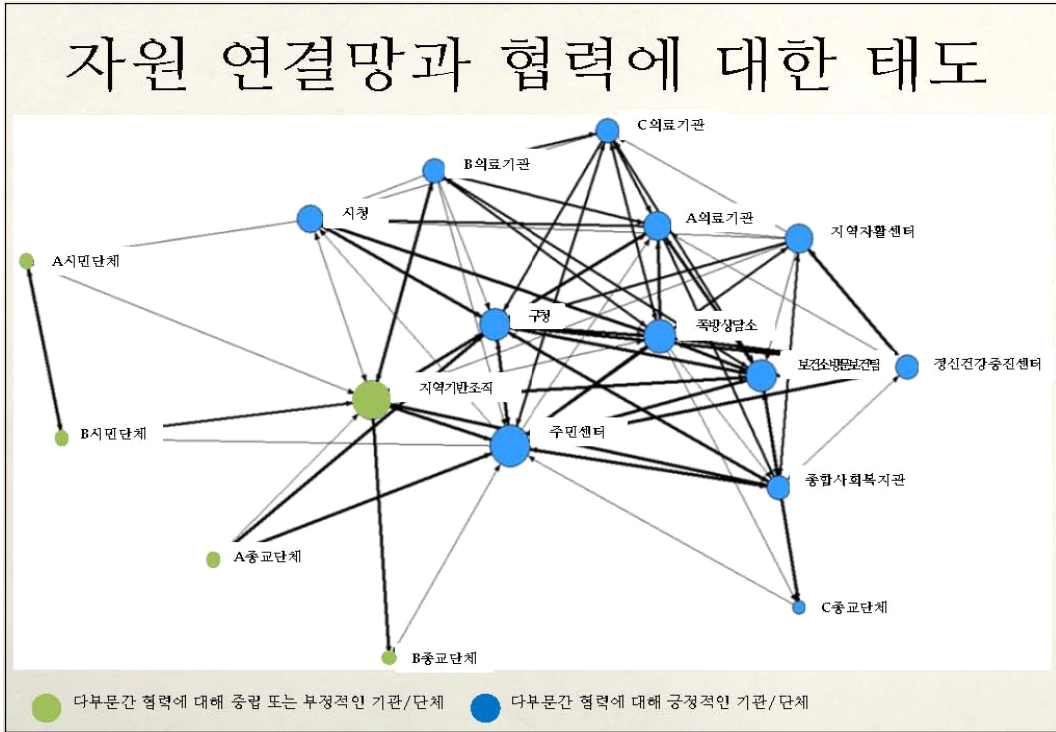 자원 연결망과 협력에 대한 태도
C의료기관
B의료기관
시청
A의료기관
지역자활센터
A시민단체
구청
쪽방상담소
보건소방문보건팀
정신건강증진센터
지역기반조직
B시민단체
주민센터
종합사회복지관
A종교단체
C종교단체
B종교단체
다부문간 협력에 대해 중립 또는 부정적인 기관/단체
다부문간 협력에 대해 긍정적인 기관/단체